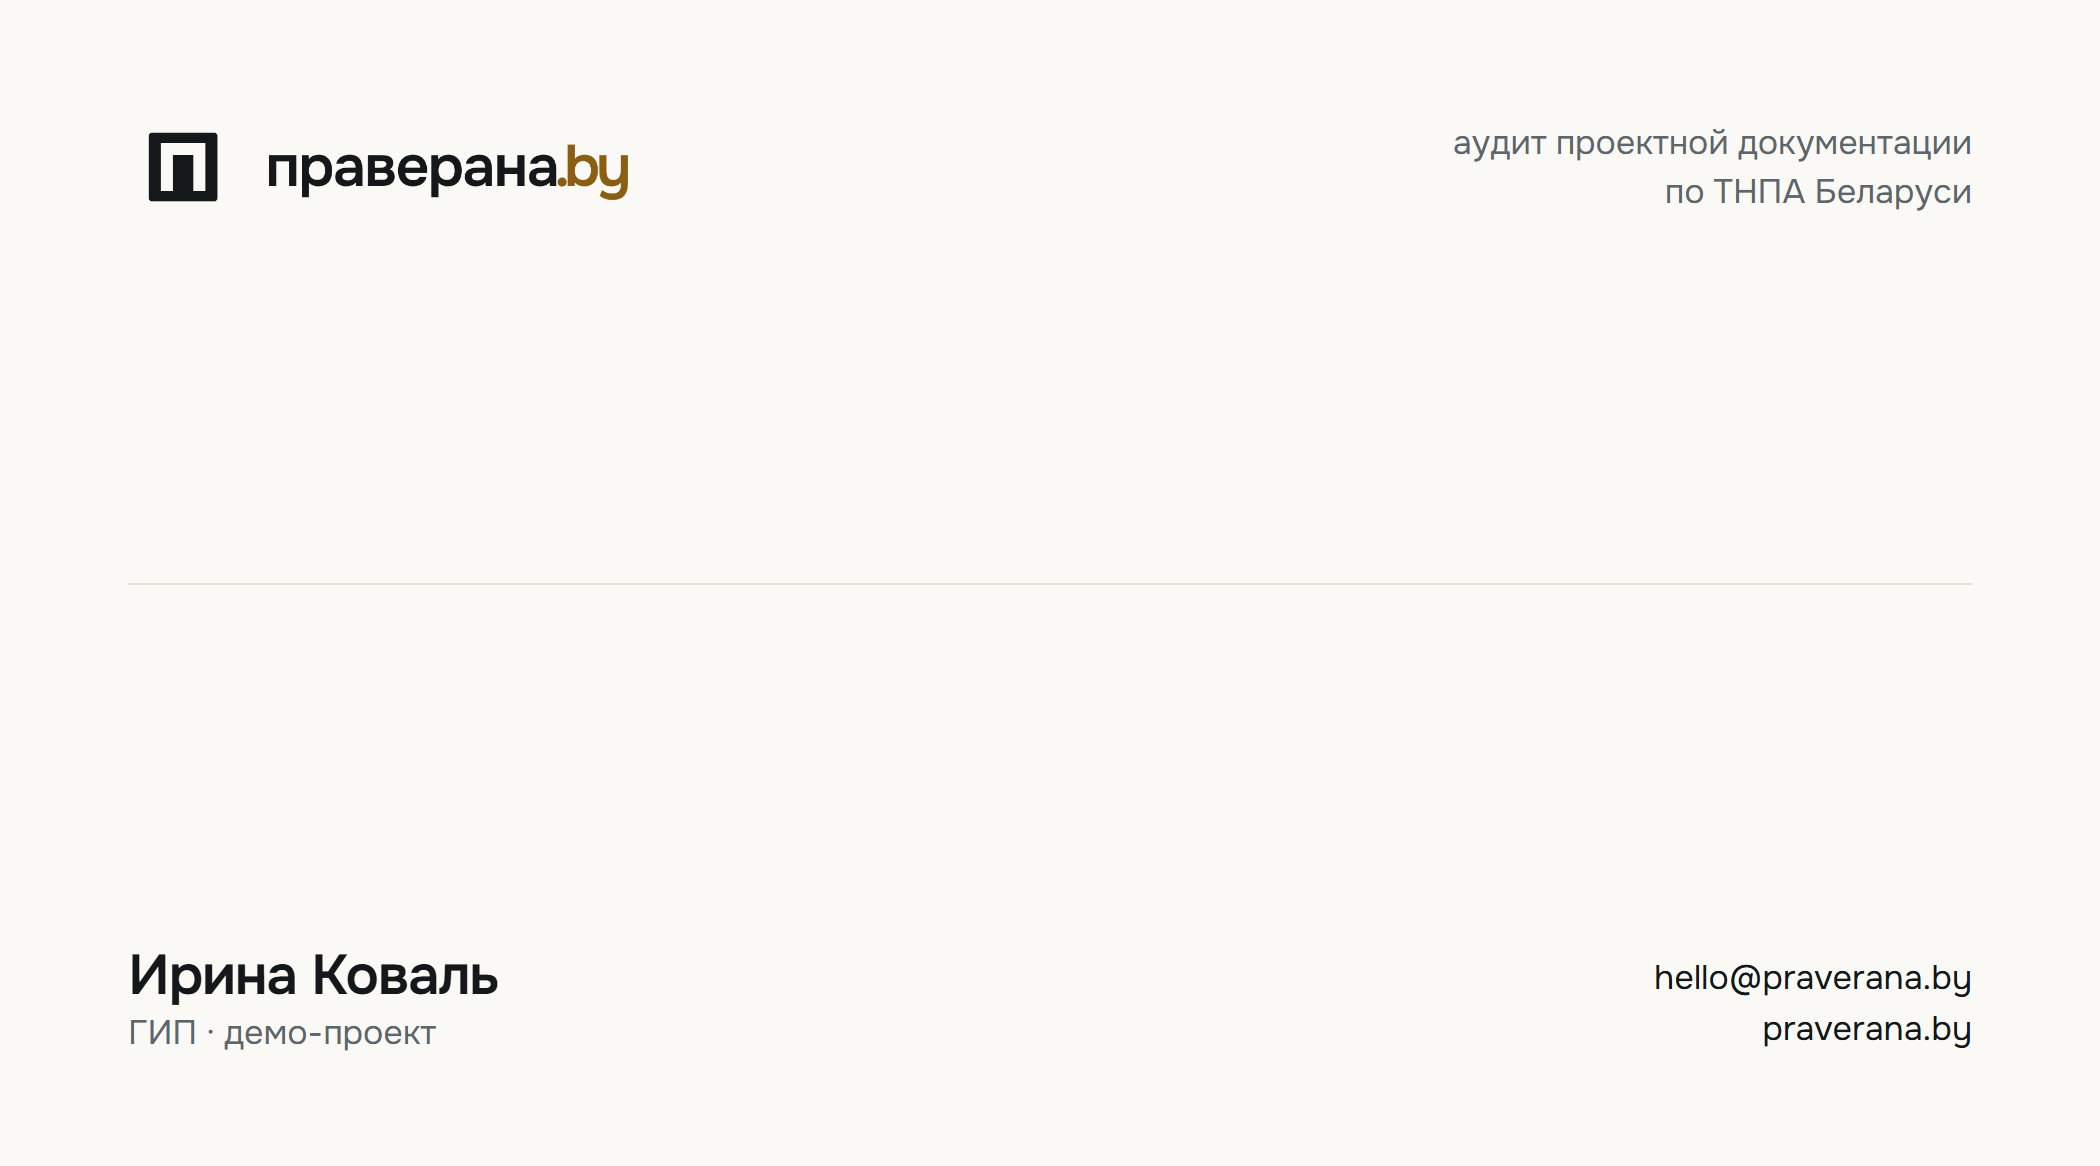 П праверана.by
аудит проектной документации
по ТНПА Беларуси
Ирина Коваль
ГИП · демо-проект
hello@praverana.by
praverana.by